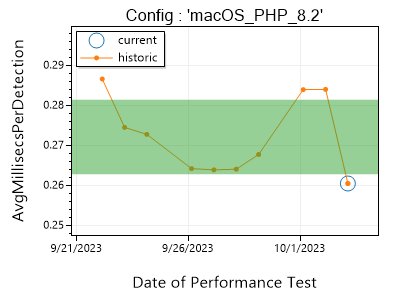 Config : 'macOS_PHP_8.2'
current
historic
AvgMillisecsPerDetection
0.29
0.28
0.27
0.26
0.25
9/21/2023
9/26/2023
10/1/2023
Date of Performance Test